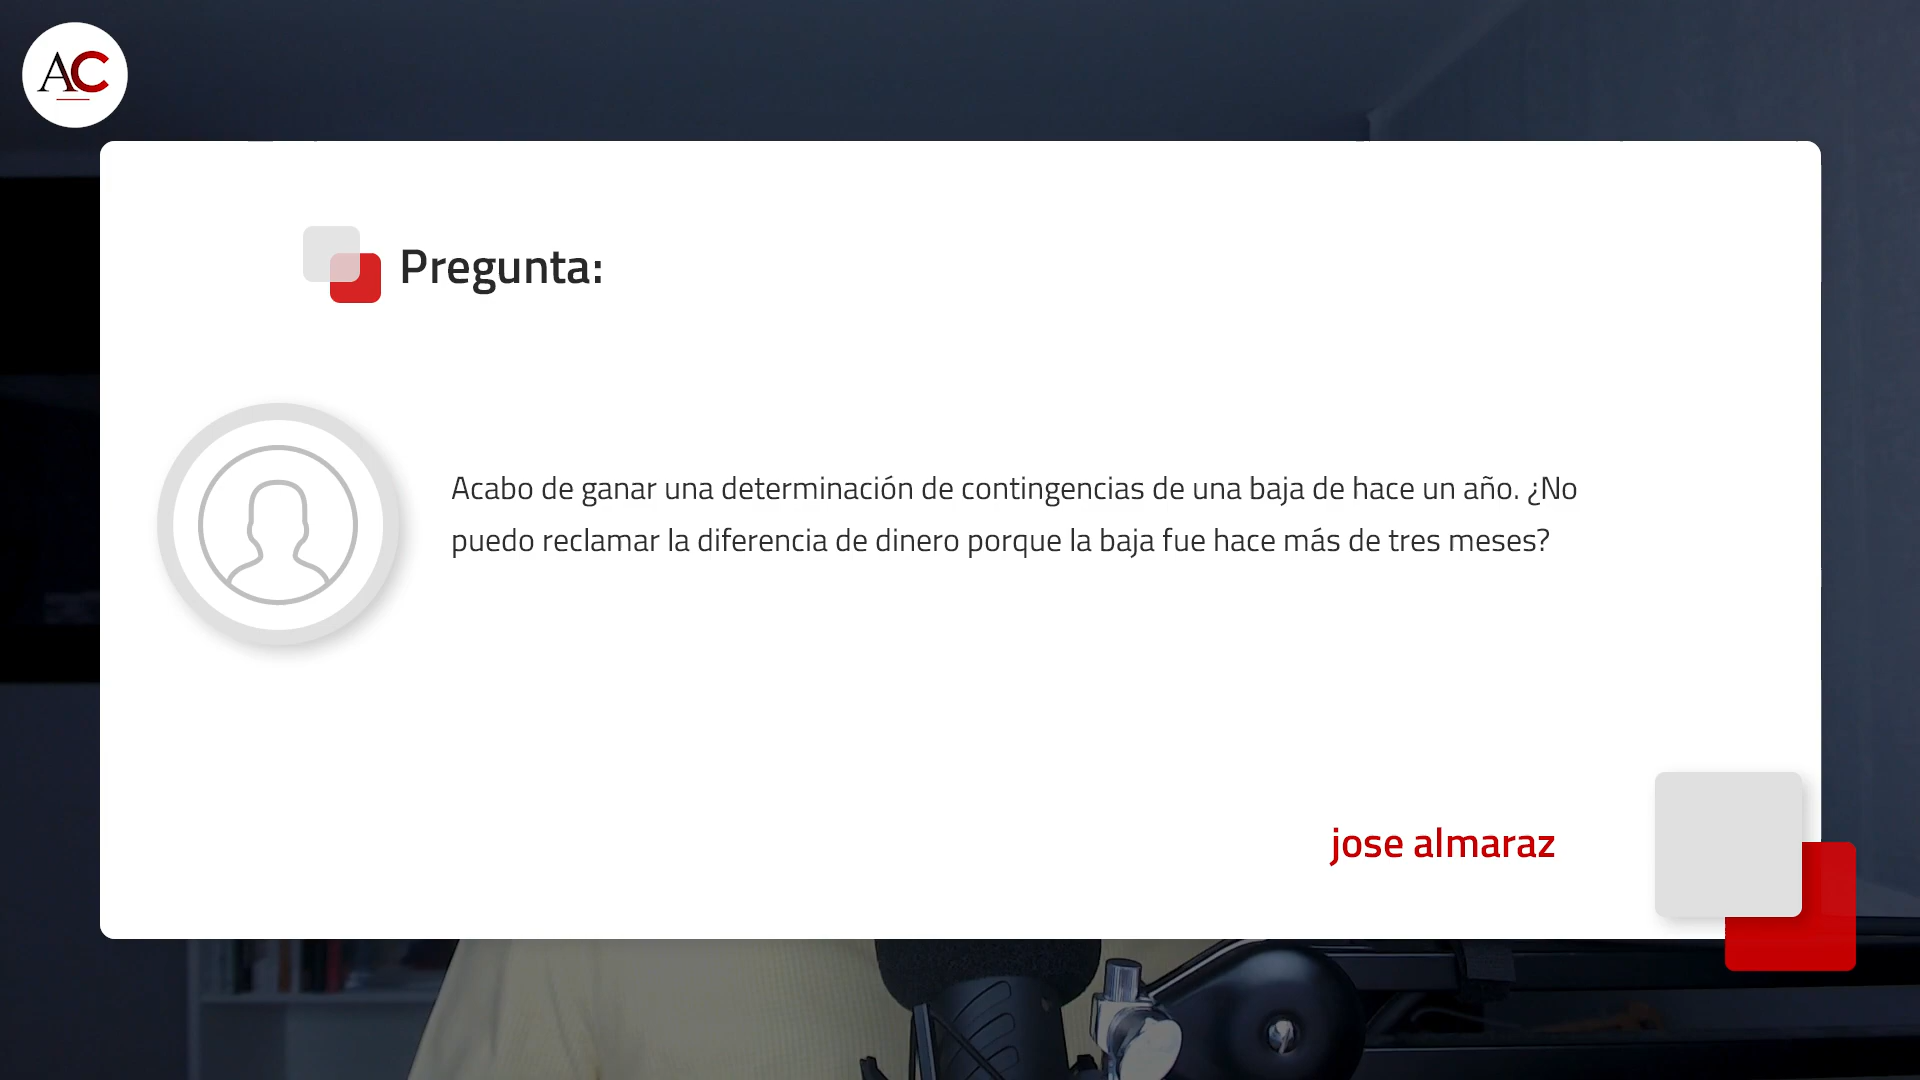 AC
Pregunta:
Acabo de ganar una determinación de contingencias de una baja de hace un año. ¿No
puedo reclamar la diferencia de dinero porque la baja fue hace más de tres meses?
jose almaraz